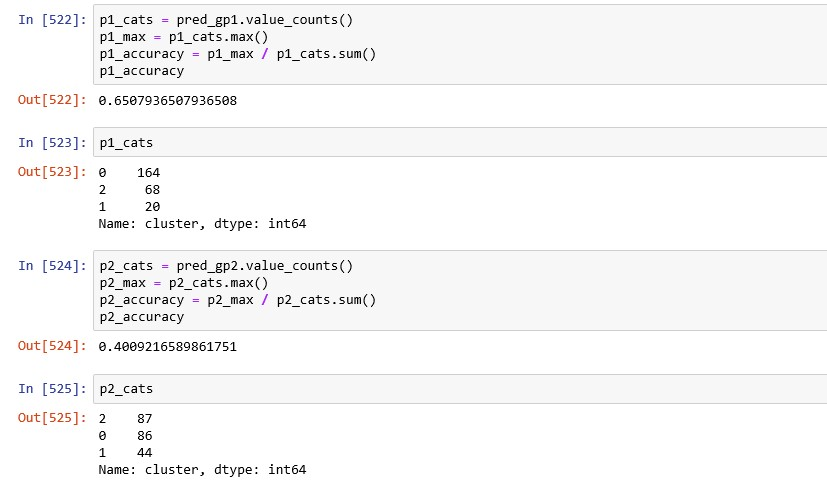 In [522]: p1_cats = pred_gp1.value_counts()
p1_max = p1_cats.max()
p1_accuracy = p1_max / p1_cats.sum()
p1_accuracy
Out[522]: 0.6507936507936508
In [523]: p1_cats
Out[523]: 0    164
2     68
1     20
Name: cluster, dtype: int64
In [524]: p2_cats = pred_gp2.value_counts()
p2_max = p2_cats.max()
p2_accuracy = p2_max / p2_cats.sum()
p2_accuracy
Out[524]: 0.4009216589861751
In [525]: p2_cats
Out[525]: 2    87
0    86
1    44
Name: cluster, dtype: int64